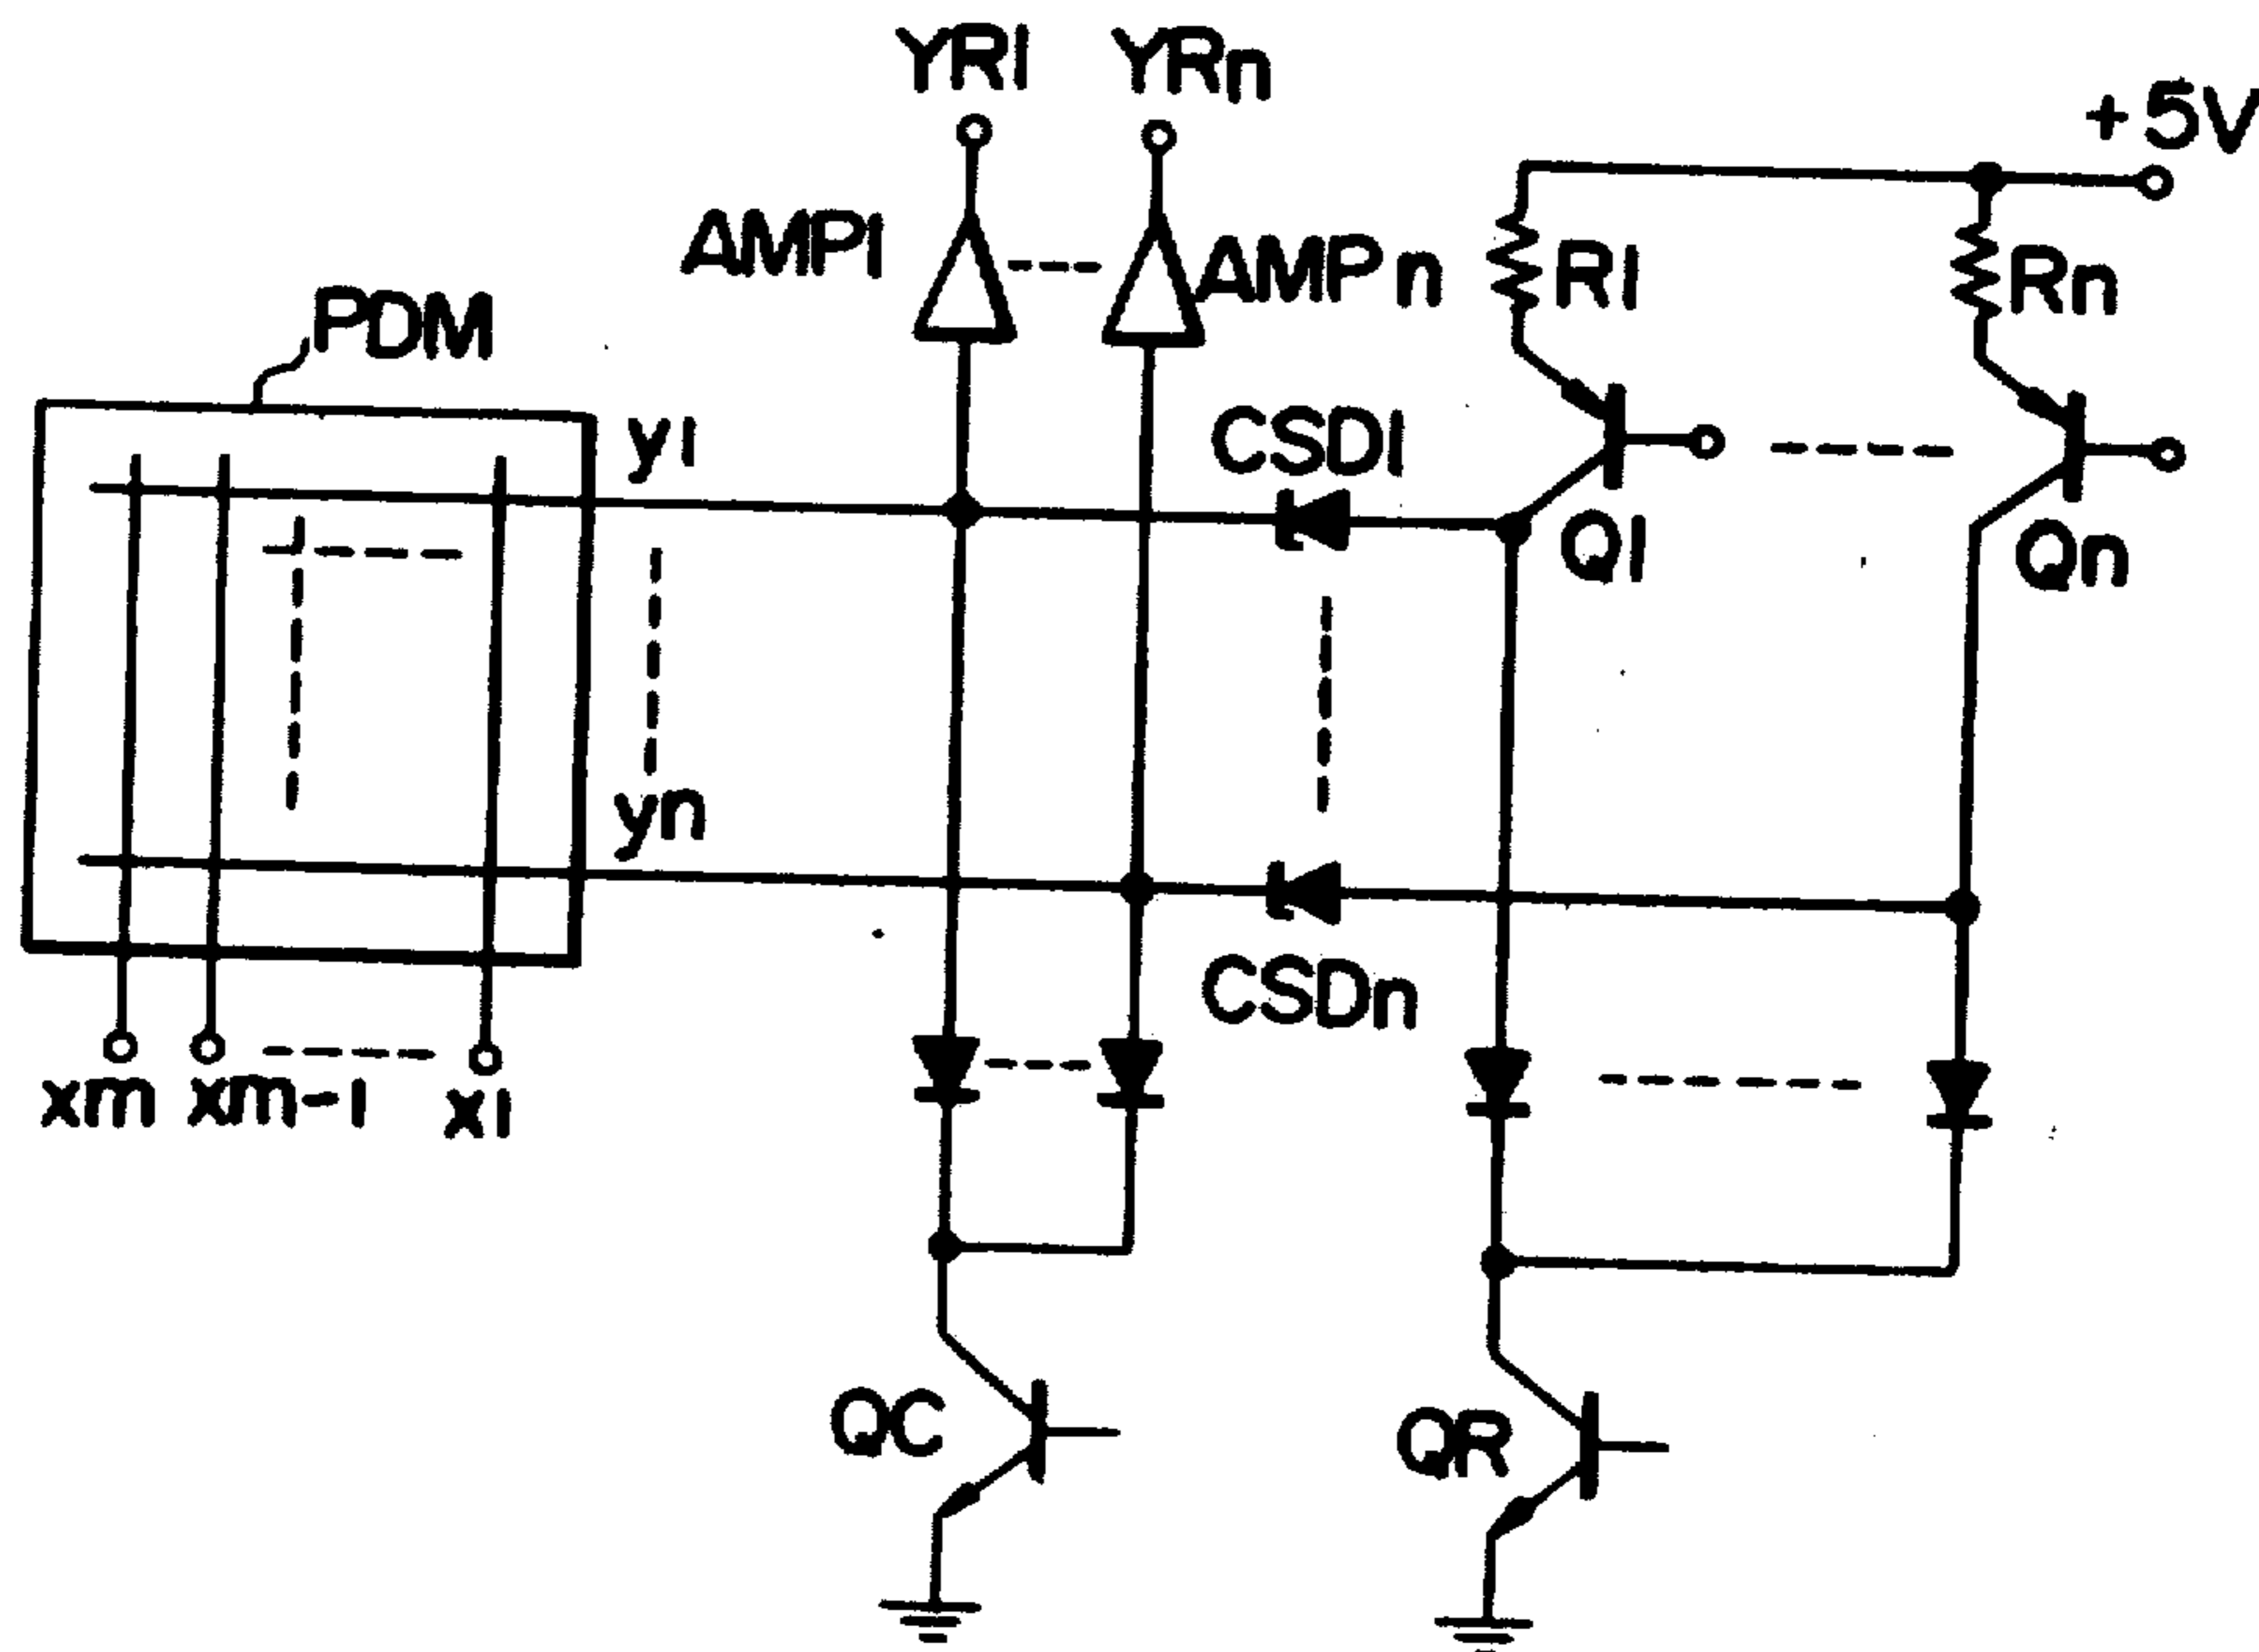 YR1 YRn
+5V
AMP1 AMPn R1 Rn
PDM
y1 CSD1
Q1 Qn
yn
CSDn
xm xm-1 x1
QC QR